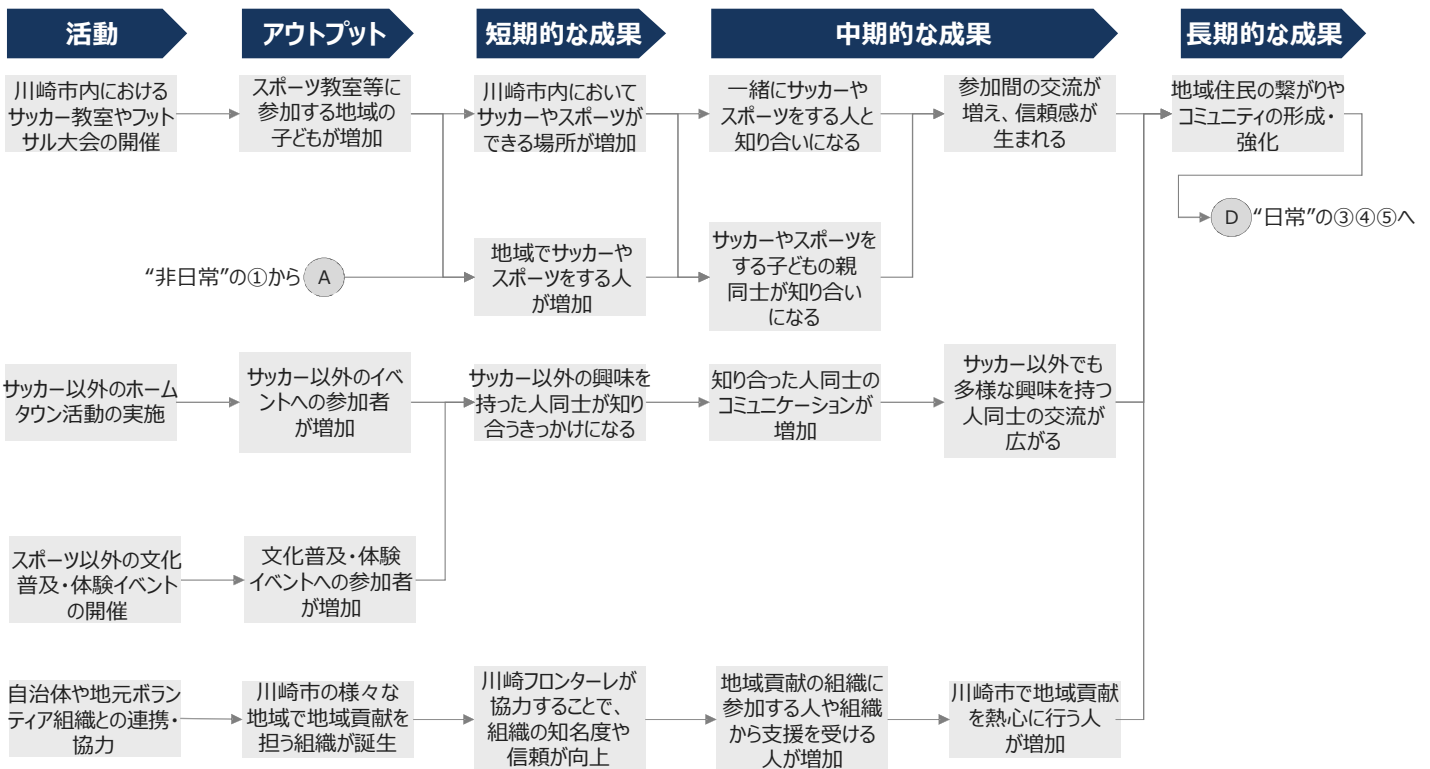 活動
アウトプット
短期的な成果
中期的な成果
長期的な成果
川崎市内における
サッカー教室やフット
サル大会の開催
スポーツ教室等に
参加する地域の
子どもが増加
川崎市内において
サッカーやスポーツが
できる場所が増加
一緒にサッカーや
スポーツをする人と
知り合いになる
参加間の交流が
増え、信頼感が
生まれる
地域住民の繋がりや
コミュニティの形成・
強化
D “日常”の③④⑤へ
“非日常”の①から A
地域でサッカーや
スポーツをする人
が増加
サッカーやスポーツを
する子どもの親
同士が知り合い
になる
サッカー以外のホーム
タウン活動の実施
サッカー以外のイベ
ントへの参加者
が増加
サッカー以外の興味を
持った人同士が知り
合うきっかけになる
知り合った人同士の
コミュニケーションが
増加
サッカー以外でも
多様な興味を持つ
人同士の交流が
広がる
スポーツ以外の文化
普及・体験イベント
の開催
文化普及・体験
イベントへの参加者
が増加
自治体や地元ボラン
ティア組織との連携・
協力
川崎市の様々な
地域で地域貢献を
担う組織が誕生
川崎フロンターレが
協力することで、
組織の知名度や
信頼が向上
地域貢献の組織に
参加する人や組織
から支援を受ける
人が増加
川崎市で地域貢献
を熱心に行う人
が増加